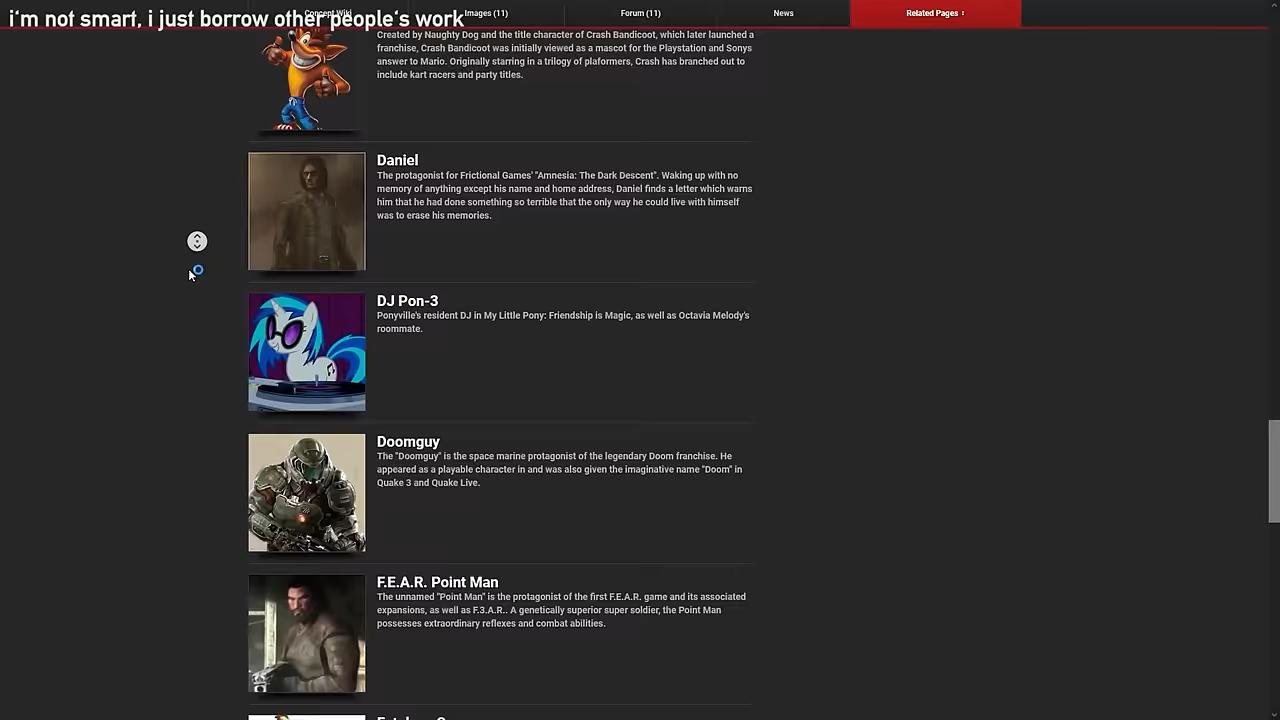 i'm not smart, i just borrow other people's work
Concept Wiki
Images (11)
Forum (11)
News
Related Pages
Created by Naughty Dog and the title character of Crash Bandicoot, which later launched a
franchise, Crash Bandicoot was initially viewed as a mascot for the Playstation and Sonys
answer to Mario. Originally starring in a trilogy of plaformers, Crash has branched out to
include kart racers and party titles.
Daniel
The protagonist for Frictional Games' "Amnesia: The Dark Descent". Waking up with no
memory of anything except his name and home address, Daniel finds a letter which warns
him that he had done something so terrible that the only way he could live with himself
was to erase his memories.
DJ Pon-3
Ponyville's resident DJ in My Little Pony: Friendship is Magic, as well as Octavia Melody's
roommate.
Doomguy
The "Doomguy" is the space marine protagonist of the legendary Doom franchise. He
appeared as a playable character in and was also given the imaginative name "Doom" in
Quake 3 and Quake Live.
F.E.A.R. Point Man
The unnamed "Point Man" is the protagonist of the first F.E.A.R. game and its associated
expansions, as well as F.3.A.R.. A genetically superior super soldier, the Point Man
possesses extraordinary reflexes and combat abilities.